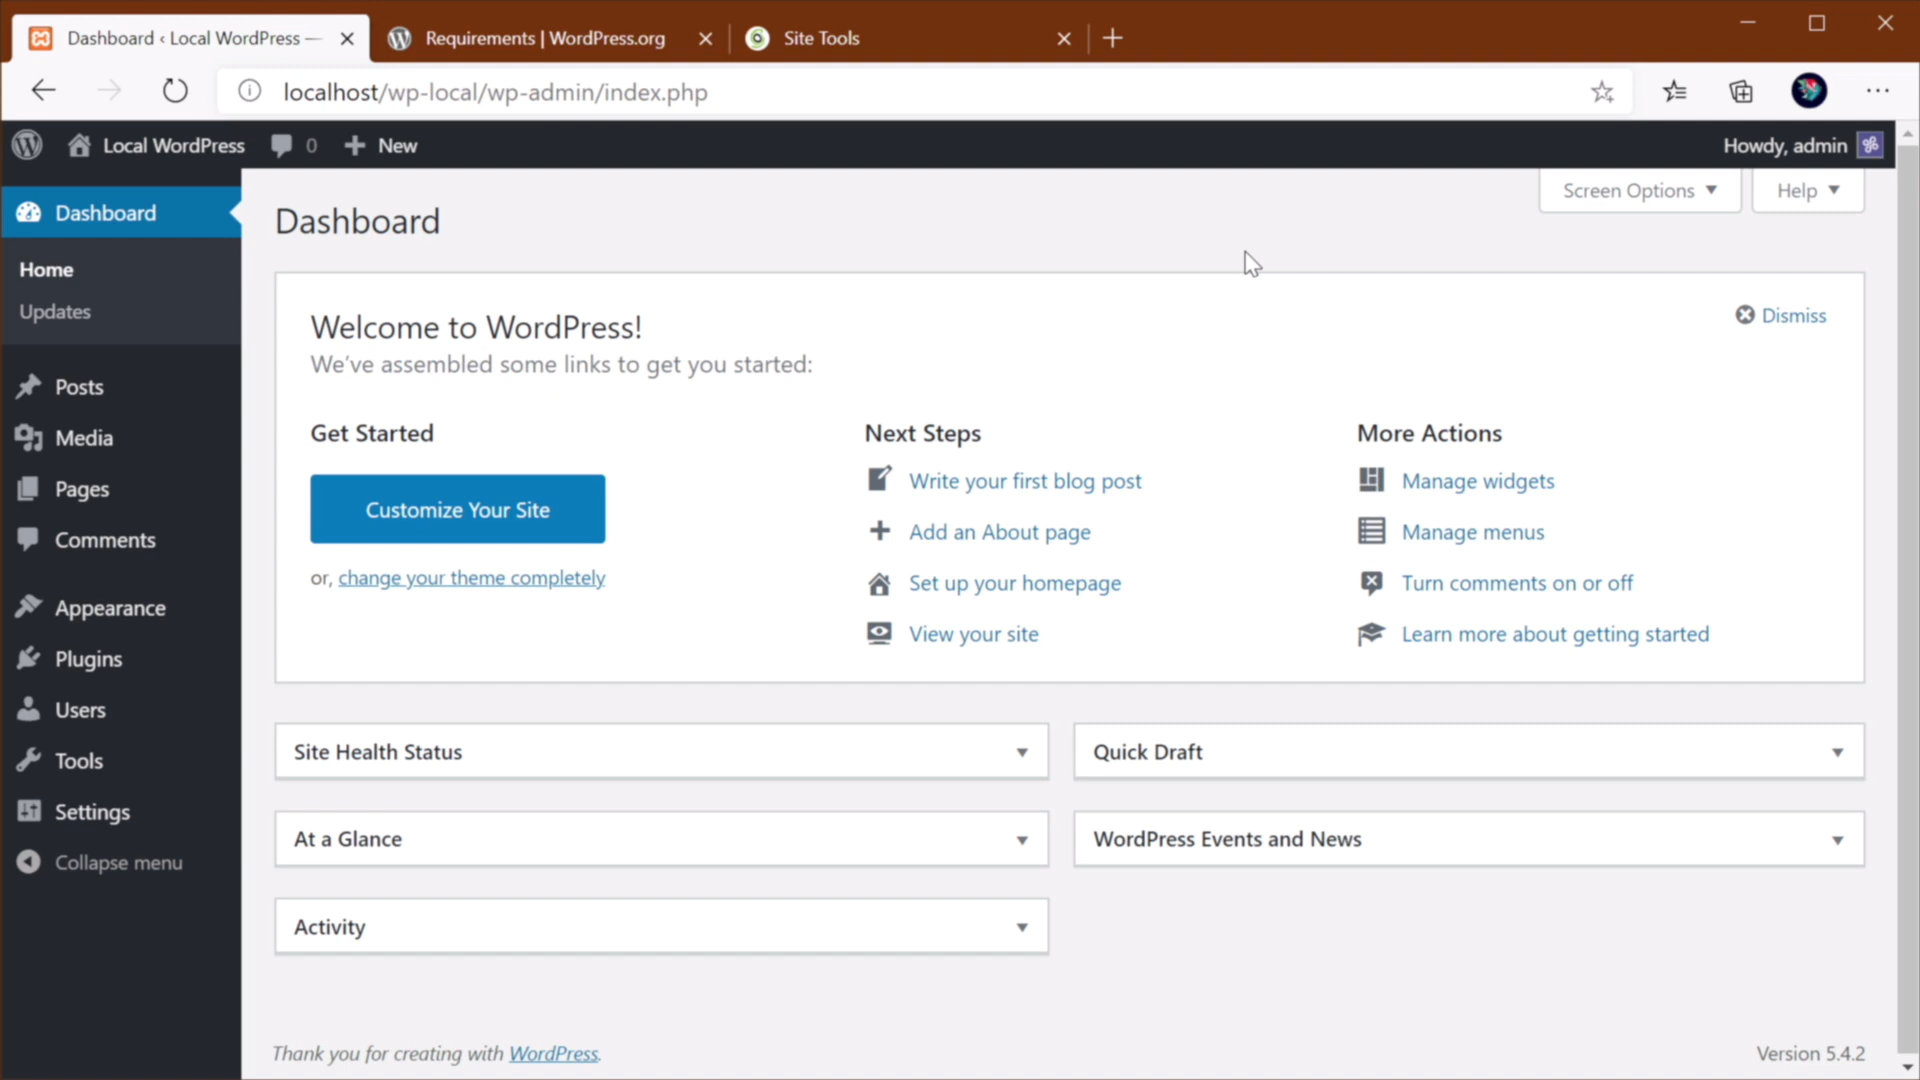 Dashboard ‹ Local WordPress —
Requirements | WordPress.org
Site Tools
localhost/wp-local/wp-admin/index.php
Local WordPress
0
New
Howdy, admin
Dashboard
Home
Updates
Posts
Media
Pages
Comments
Appearance
Plugins
Users
Tools
Settings
Collapse menu
Screen Options
Help
Dashboard
Welcome to WordPress!
We've assembled some links to get you started:
Dismiss
Get Started
Customize Your Site
or, change your theme completely
Next Steps
Write your first blog post
Add an About page
Set up your homepage
View your site
More Actions
Manage widgets
Manage menus
Turn comments on or off
Learn more about getting started
Site Health Status
Quick Draft
At a Glance
WordPress Events and News
Activity
Thank you for creating with WordPress.
Version 5.4.2